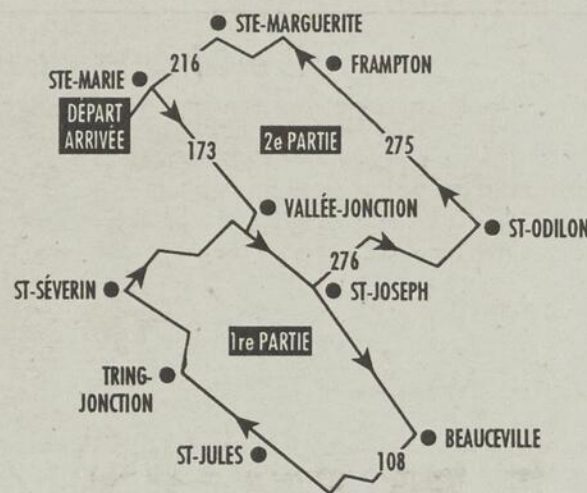 STE-MARGUERITE
216
FRAMPTON
STE-MARIE
DÉPART
ARRIVÉE
2e PARTIE
275
173
VALLÉE-JONCTION
ST-ODILON
276
ST-SÉVERIN
ST-JOSEPH
1re PARTIE
TRING-
JONCTION
BEAUCEVILLE
ST-JULES
108